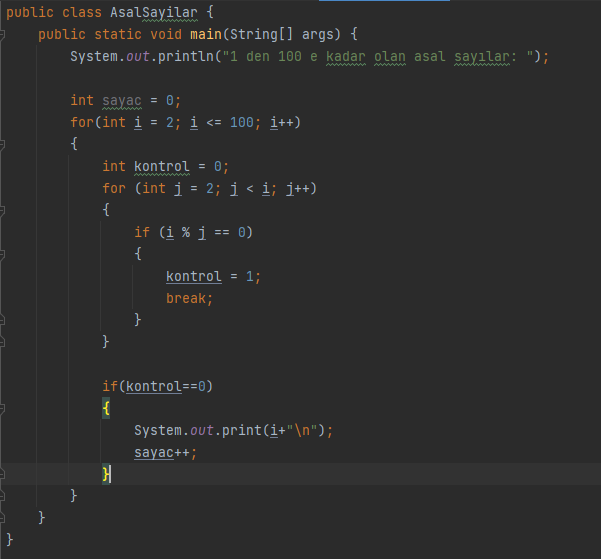 public class AsalSayilar {
    public static void main(String[] args) {
        System.out.println("1 den 100 e kadar olan asal sayılar: ");

        int sayac = 0;
        for(int i = 2; i <= 100; i++)
        {
            int kontrol = 0;
            for (int j = 2; j < i; j++)
            {
                if (i % j == 0)
                {
                    kontrol = 1;
                    break;
                }
            }

            if(kontrol==0)
            {
                System.out.print(i+"\n");
                sayac++;
            }
        }
    }
}